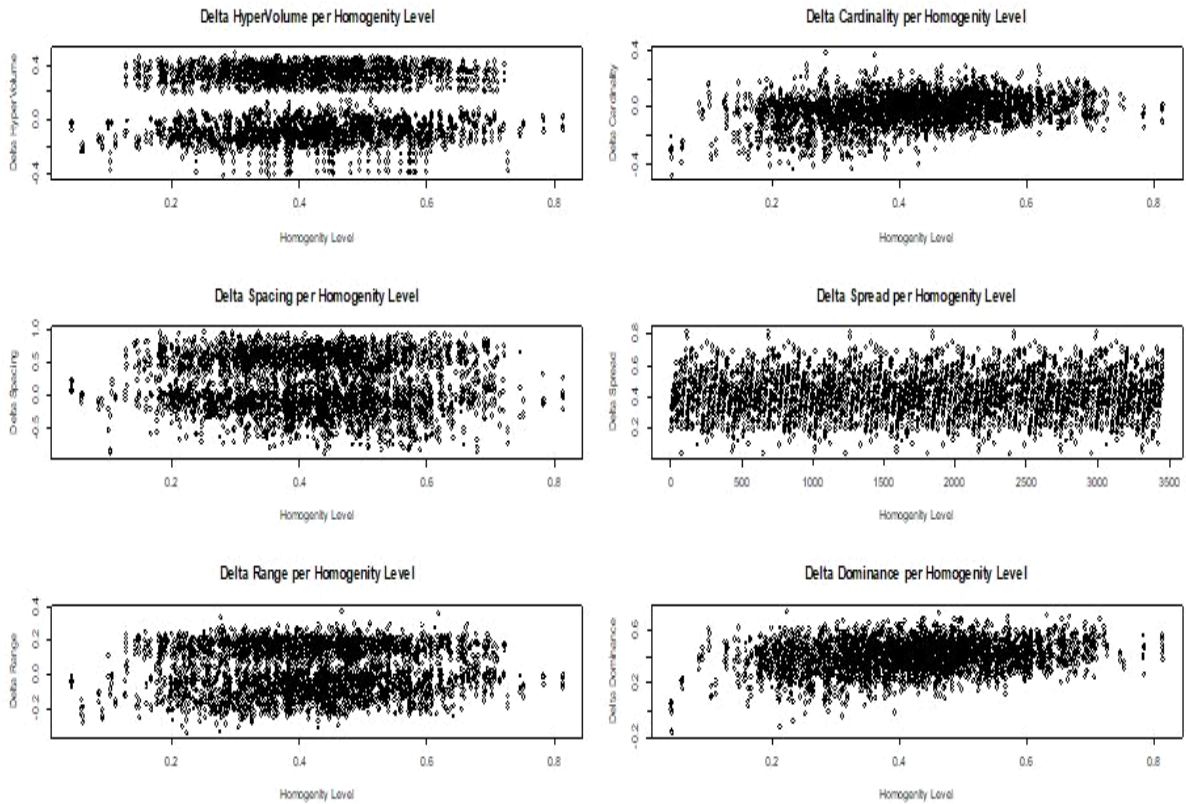 Delta HyperVolume per Homogenity Level
Delta HyperVolume
-0.4 0.0 0.4
0.2 0.4 0.6 0.8
Homogenity Level
Delta Cardinality per Homogenity Level
Delta Cardinality
-0.4 0.0 0.4
0.2 0.4 0.6 0.8
Homogenity Level
Delta Spacing per Homogenity Level
Delta Spacing
-0.5 0.0 0.5 1.0
0.2 0.4 0.6 0.8
Homogenity Level
Delta Spread per Homogenity Level
Delta Spread
0.2 0.4 0.6 0.8
0 500 1000 1500 2000 2500 3000 3500
Homogenity Level
Delta Range per Homogenity Level
Delta Range
-0.2 0.0 0.2 0.4
0.2 0.4 0.6 0.8
Homogenity Level
Delta Dominance per Homogenity Level
Delta Dominance
-0.2 0.2 0.6
0.2 0.4 0.6 0.8
Homogenity Level